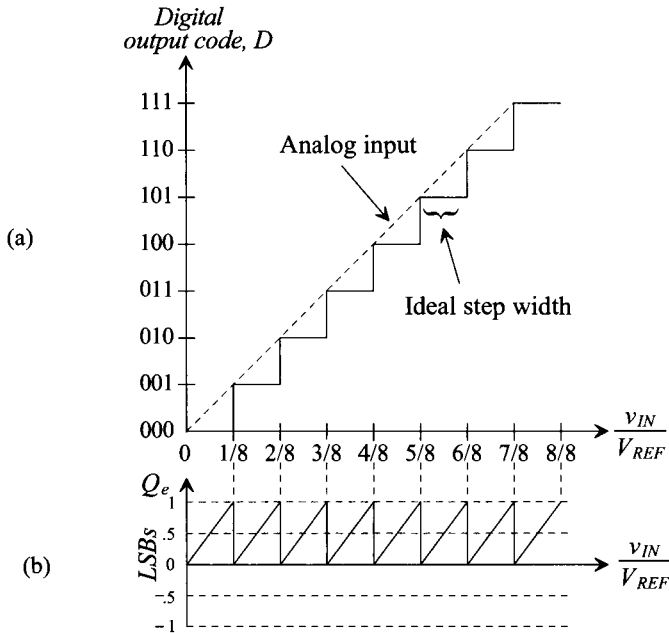 Digital
output code, D
111
110
101
100
011
010
001
000
Analog input
Ideal step width
(a)
0 1/8 2/8 3/8 4/8 5/8 6/8 7/8 8/8
v_IN
V_REF
Q_e
LSBs
1
.5
0
-.5
-1
(b)
v_IN
V_REF